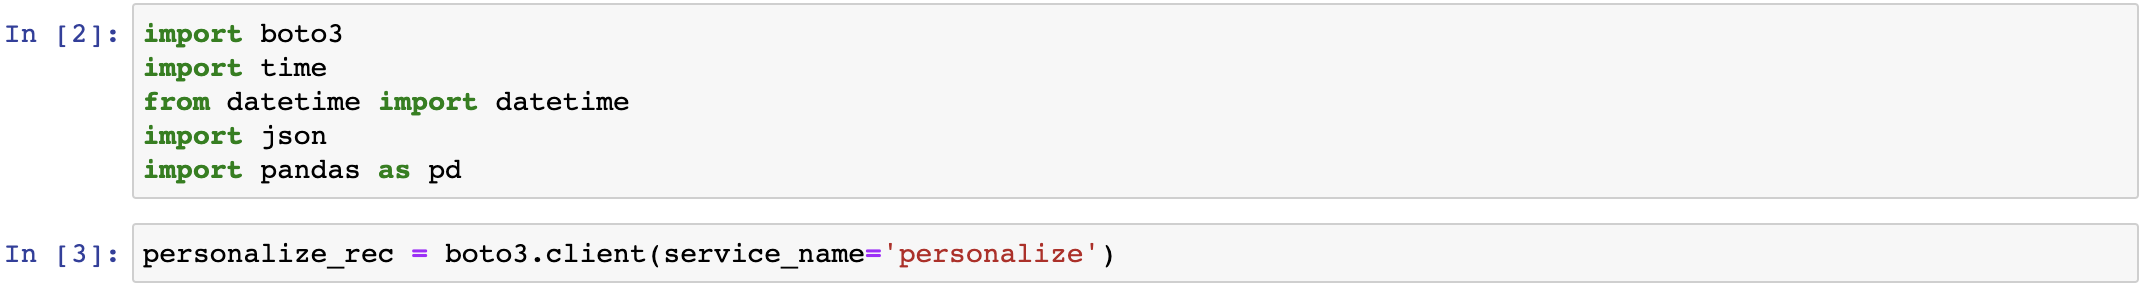 In [2]: import boto3
import time
from datetime import datetime
import json
import pandas as pd
In [3]: personalize_rec = boto3.client(service_name='personalize')